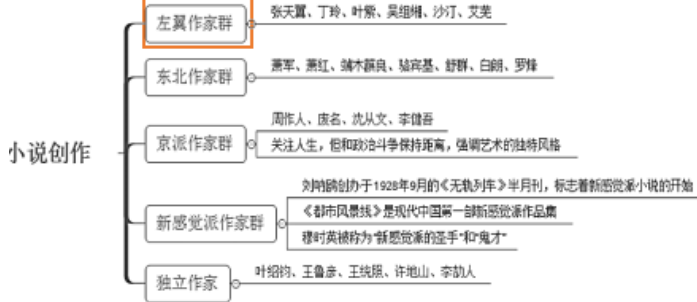 小说创作
左翼作家群
张天翼、丁玲、叶紫、吴组缃、沙汀、艾芜
东北作家群
萧军、萧红、端木蕻良、骆宾基、舒群、白朗、罗烽
京派作家群
周作人、废名、沈从文、李健吾
关注人生，但和政治斗争保持距离，强调艺术的独特风格
新感觉派作家群
刘呐鸥创办于1928年9月的《无轨列车》半月刊，标志着新感觉派小说的开始
《都市风景线》是现代中国第一部新感觉派作品集
穆时英被称为“新感觉派的圣手”和“鬼才”
独立作家
叶绍钧、王鲁彦、王统照、许地山、李劼人